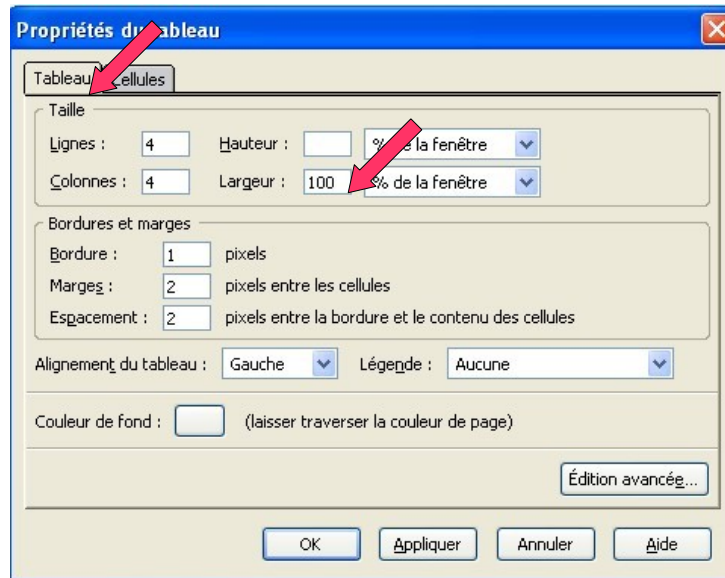 Propriétés du tableau
Tableau Cellules
Taille
Lignes : 4 Hauteur : % de la fenêtre
Colonnes : 4 Largeur : 100 % de la fenêtre
Bordures et marges
Bordure : 1 pixels
Marges : 2 pixels entre les cellules
Espacement : 2 pixels entre la bordure et le contenu des cellules
Alignement du tableau : Gauche Légende : Aucune
Couleur de fond : (laisser traverser la couleur de page)
Édition avancée...
OK Appliquer Annuler Aide